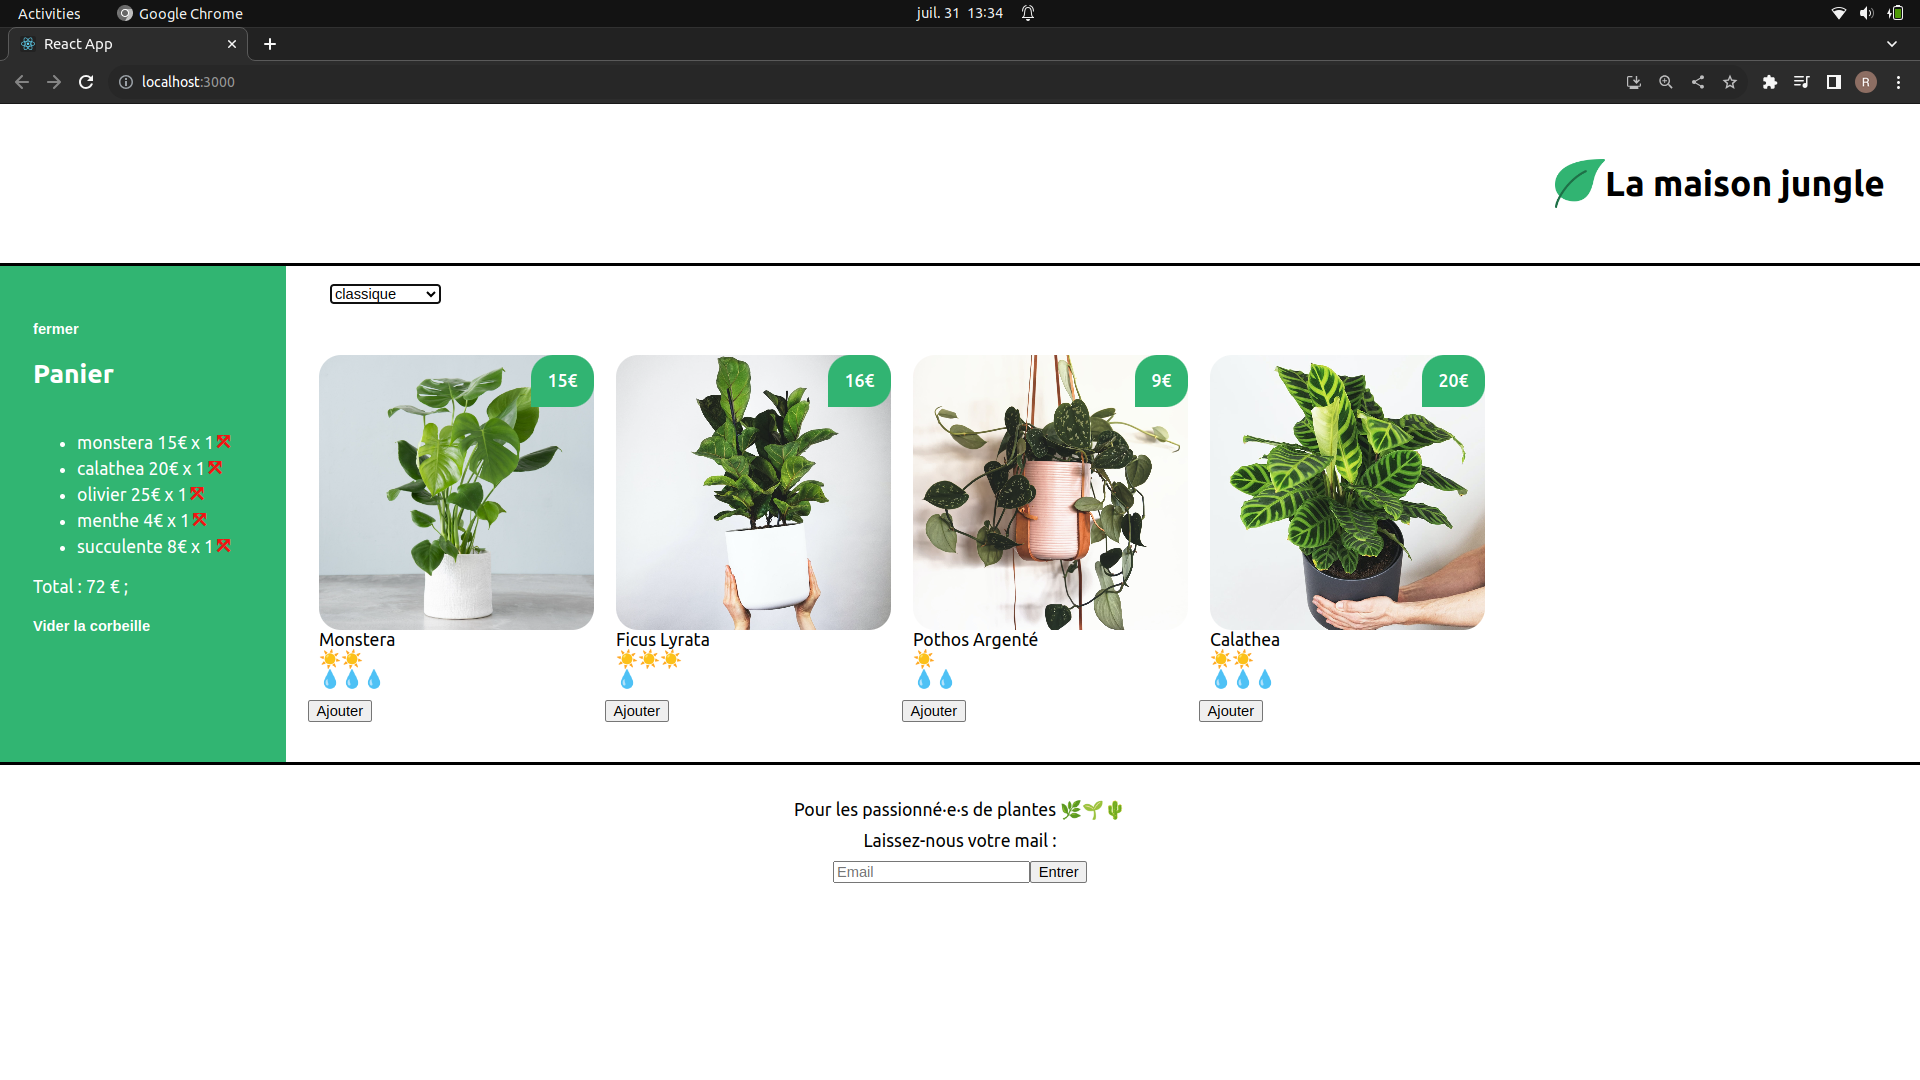 Activities
Google Chrome
juil. 31 13:34
React App
localhost:3000
R
La maison jungle
fermer
Panier
monstera 15€ x 1
calathea 20€ x 1
olivier 25€ x 1
menthe 4€ x 1
succulente 8€ x 1
Total : 72 € ;
Vider la corbeille
classique
15€
16€
9€
20€
Monstera
Ficus Lyrata
Pothos Argenté
Calathea
Ajouter
Ajouter
Ajouter
Ajouter
Pour les passionné·e·s de plantes 🌿🌱🌵
Laissez-nous votre mail :
Email
Entrer